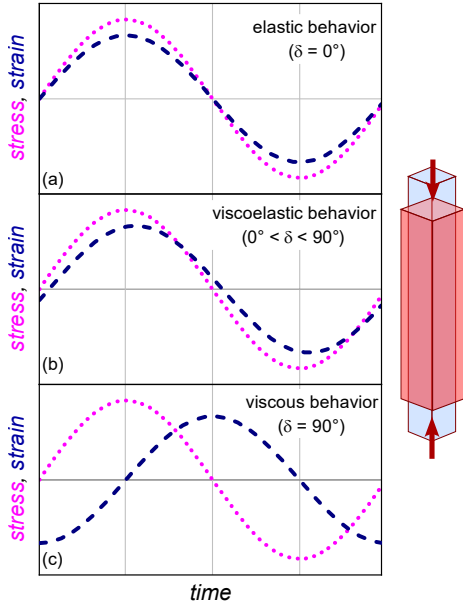 elastic behavior
(δ = 0°)
stress, strain
(a)
viscoelastic behavior
(0° < δ < 90°)
stress, strain
(b)
viscous behavior
(δ = 90°)
stress, strain
(c)
time